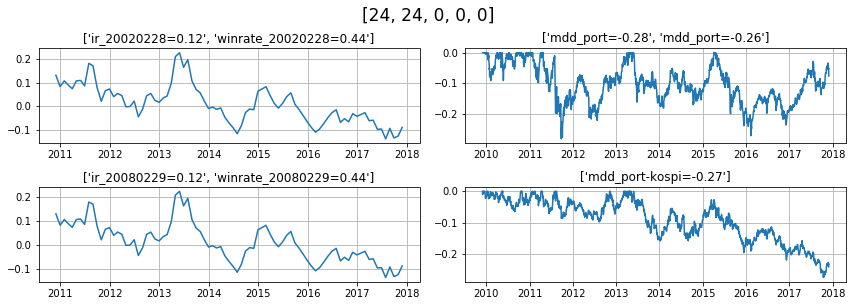 [24, 24, 0, 0, 0]
['ir_20020228=0.12', 'winrate_20020228=0.44']
0.2
0.1
0.0
−0.1
2011 2012 2013 2014 2015 2016 2017 2018
['mdd_port=-0.28', 'mdd_port=-0.26']
0.0
−0.1
−0.2
2010 2011 2012 2013 2014 2015 2016 2017 2018
['ir_20080229=0.12', 'winrate_20080229=0.44']
0.2
0.1
0.0
−0.1
2011 2012 2013 2014 2015 2016 2017 2018
['mdd_port-kospi=-0.27']
0.0
−0.1
−0.2
2010 2011 2012 2013 2014 2015 2016 2017 2018